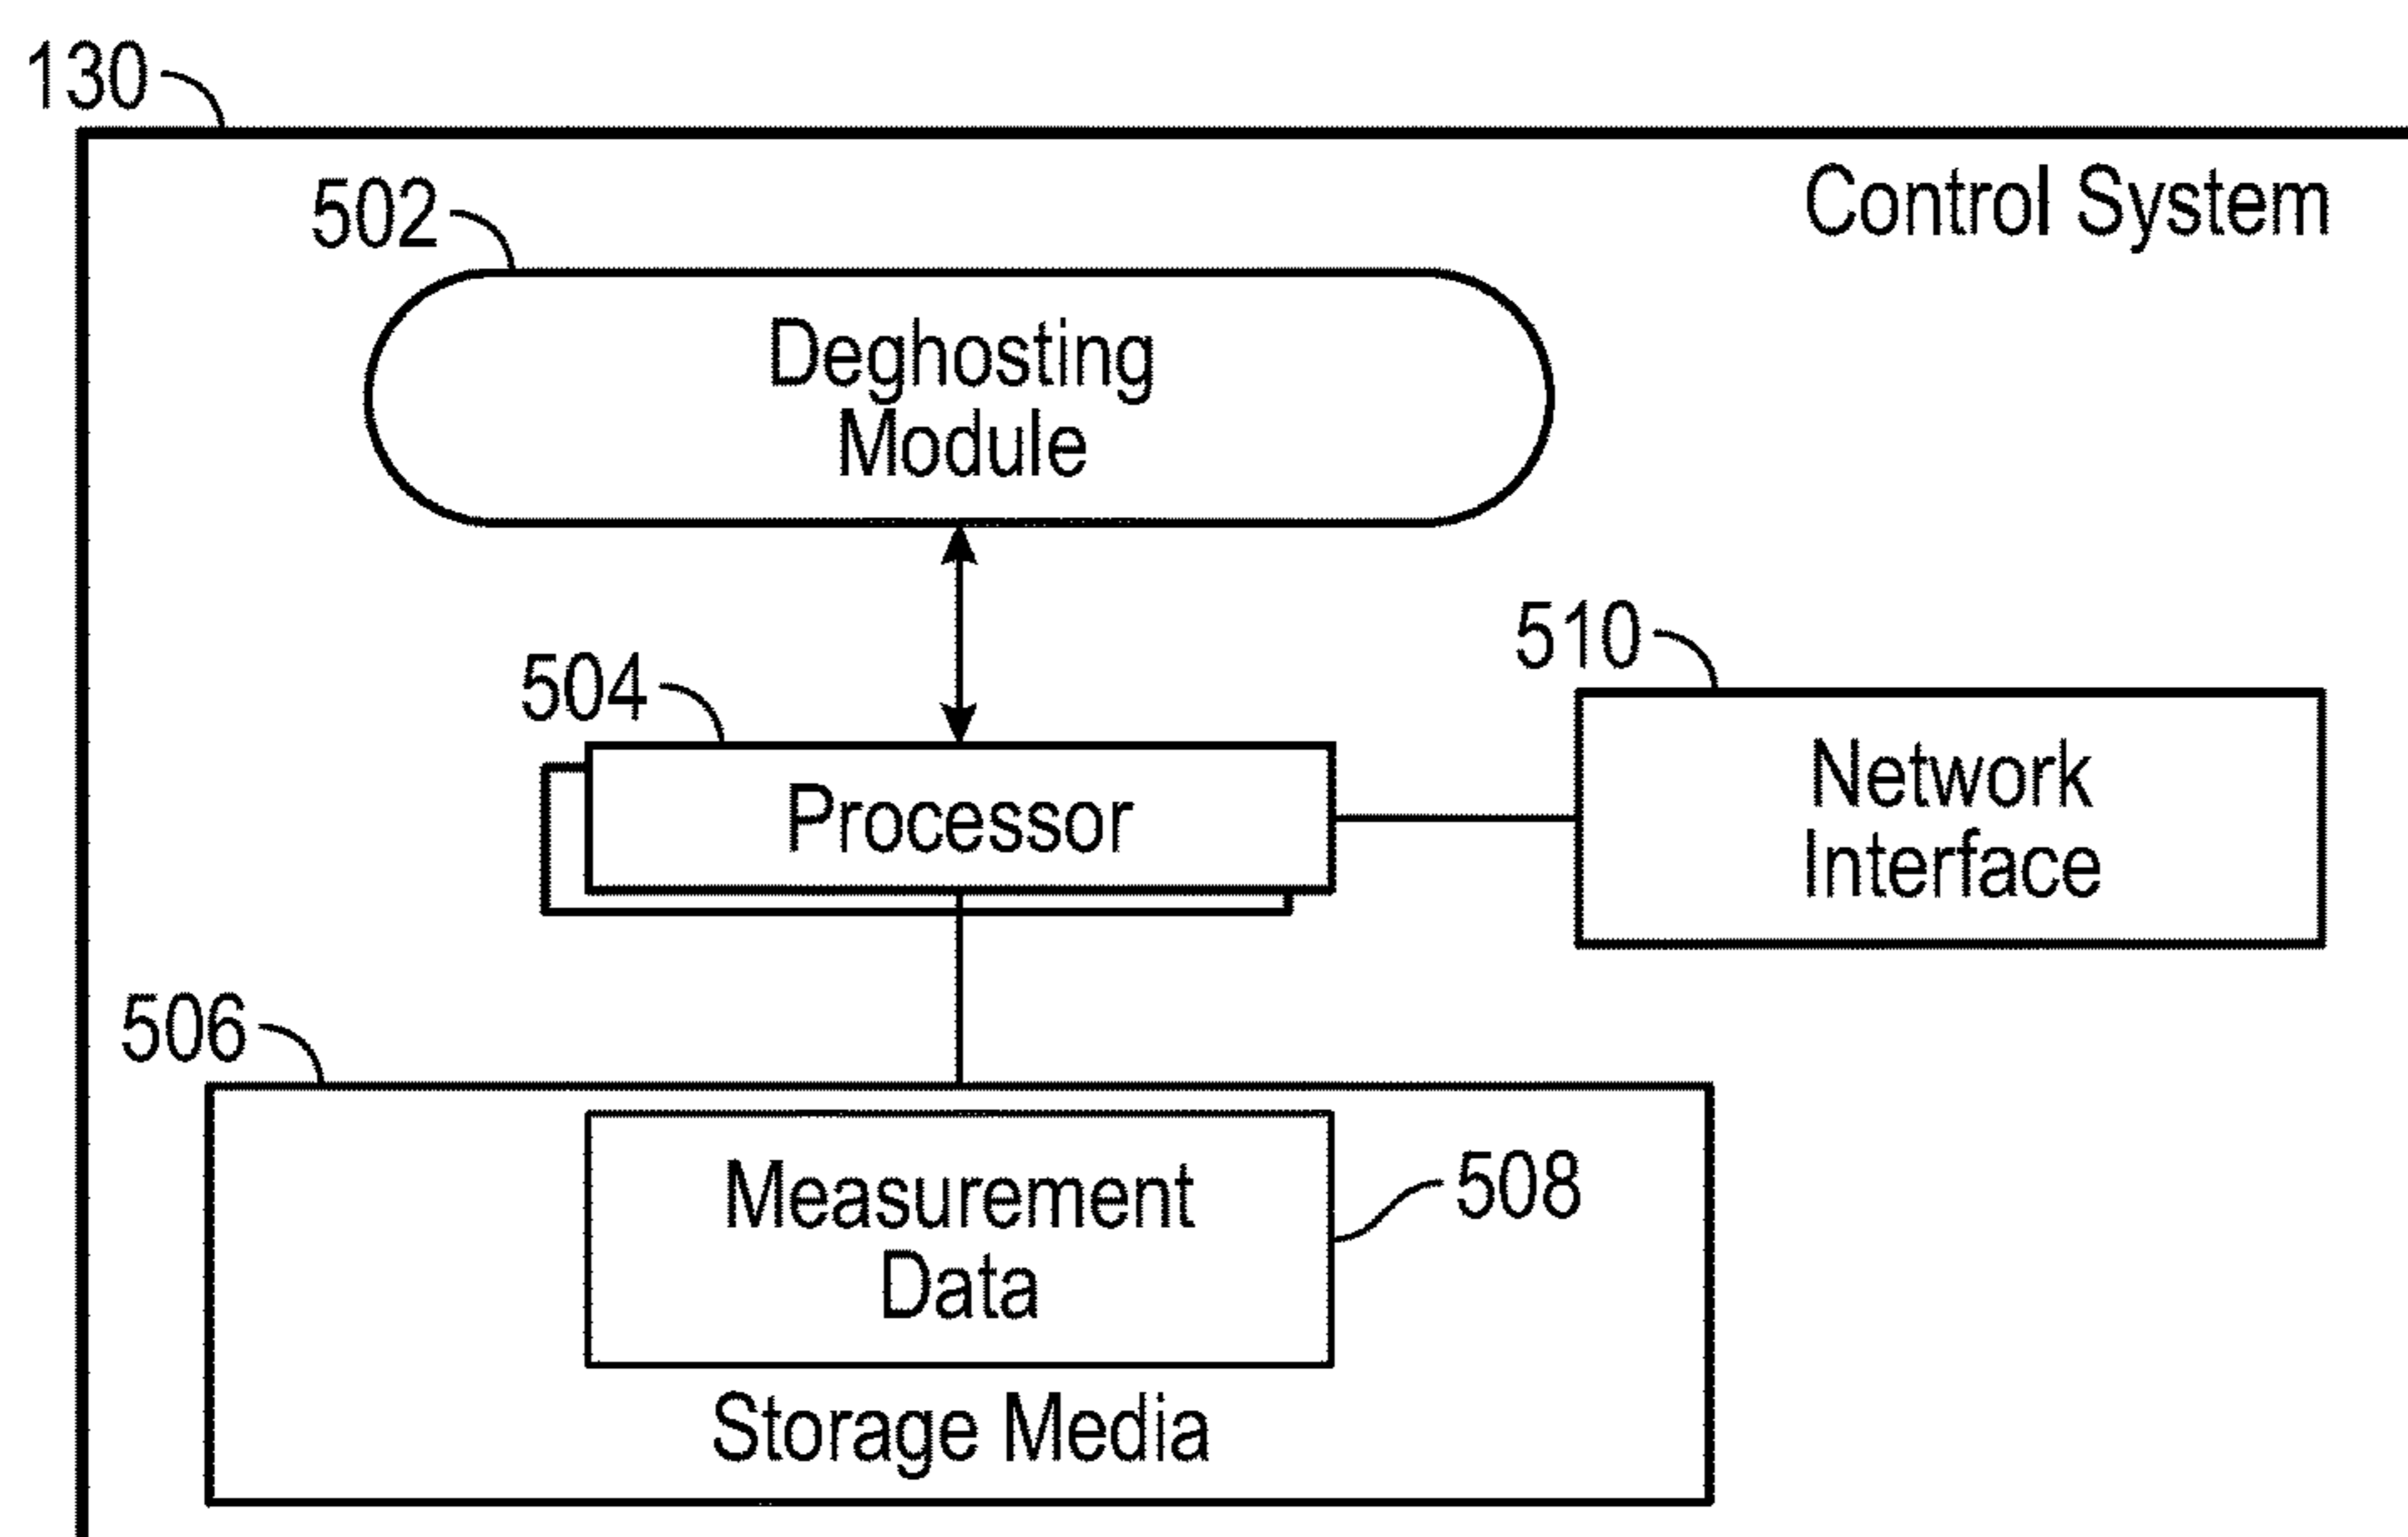 130
Control System
502
Deghosting
Module
504
Processor
510
Network
Interface
506
Measurement
Data
508
Storage Media